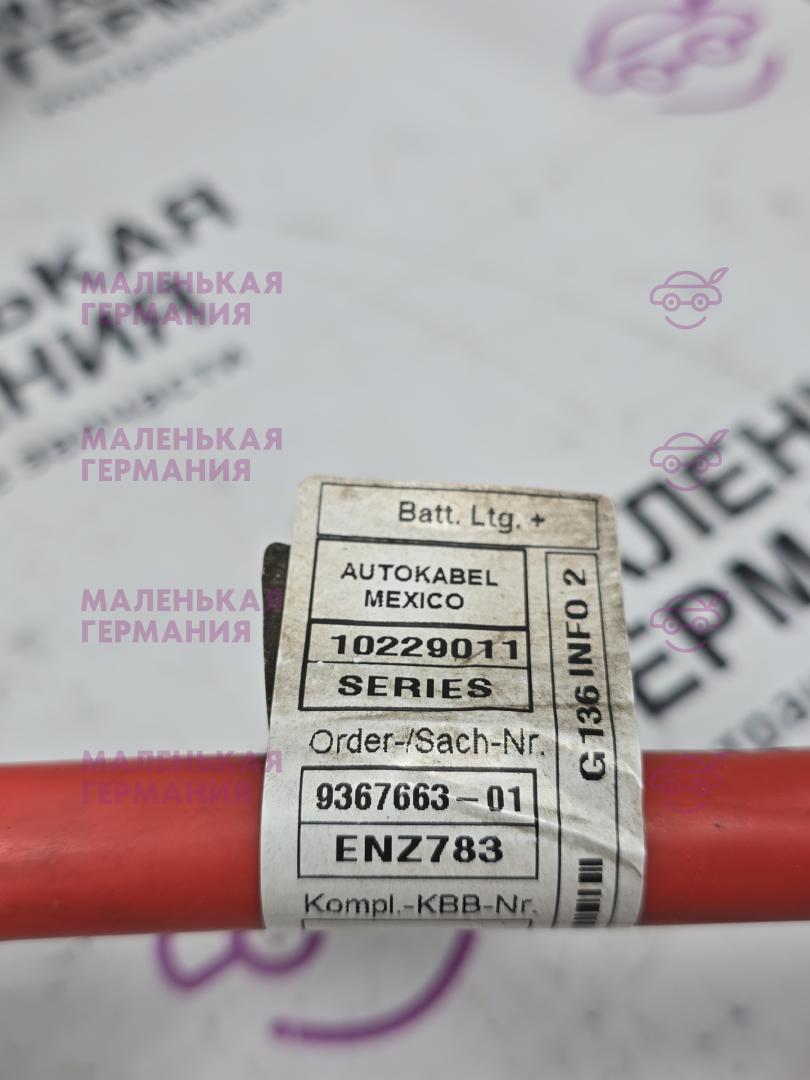 МАЛЕНЬКАЯ
ГЕРМАНИЯ
МАЛЕНЬКАЯ
ГЕРМАНИЯ
МАЛЕНЬКАЯ
ГЕРМАНИЯ
МАЛЕНЬКАЯ
ГЕРМАНИЯ
Batt. Ltg. +
AUTOKABEL
MEXICO
10229011
SERIES
Order-/Sach-Nr.
9367663-01
ENZ783
Kompl.-KBB-Nr.
G 136 INFO 2